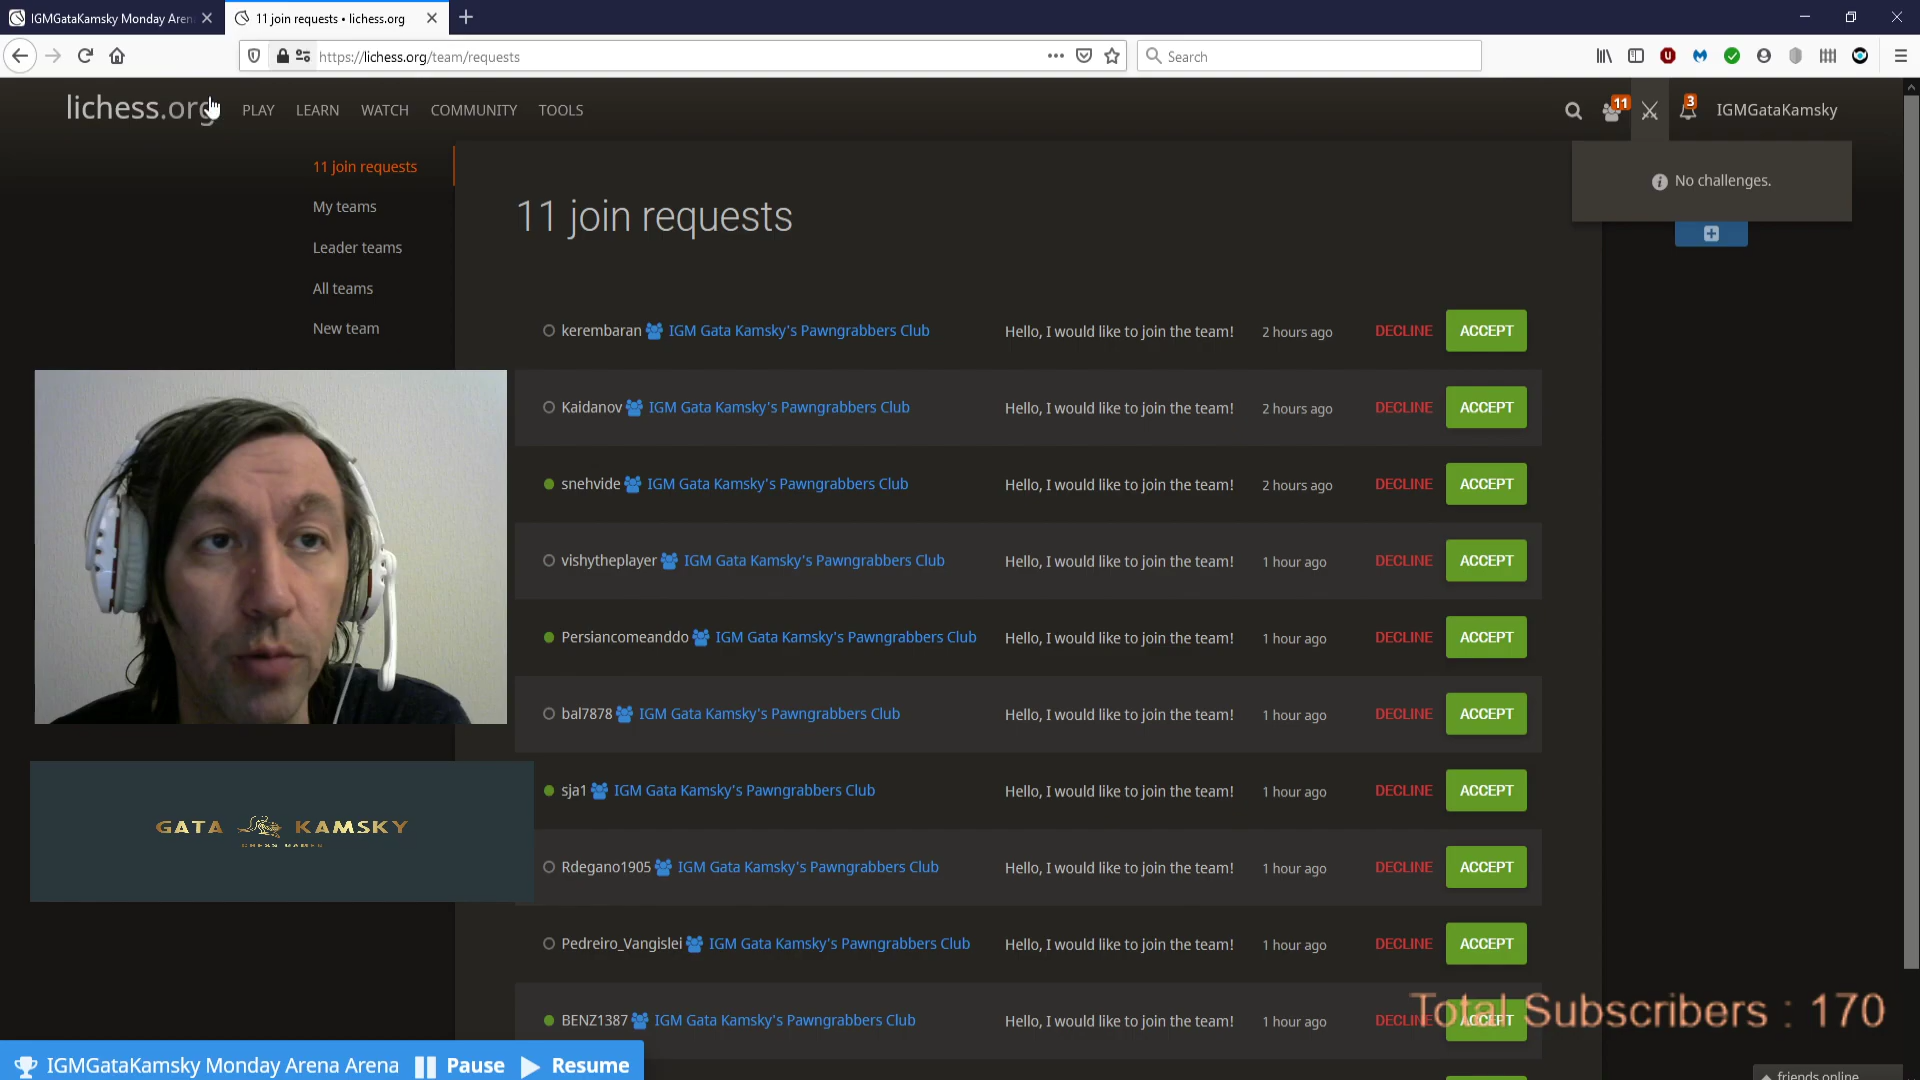 IGMGataKamsky Monday Aren
11 join requests • lichess.org
https://lichess.org/team/requests
Search
lichess.org
PLAY
LEARN
WATCH
COMMUNITY
TOOLS
11
3
IGMGataKamsky
No challenges.
11 join requests
My teams
Leader teams
All teams
New team
11 join requests
kerembaran IGM Gata Kamsky's Pawngrabbers Club Hello, I would like to join the team! 2 hours ago DECLINE ACCEPT
Kaidanov IGM Gata Kamsky's Pawngrabbers Club Hello, I would like to join the team! 2 hours ago DECLINE ACCEPT
snehvide IGM Gata Kamsky's Pawngrabbers Club Hello, I would like to join the team! 2 hours ago DECLINE ACCEPT
vishytheplayer IGM Gata Kamsky's Pawngrabbers Club Hello, I would like to join the team! 1 hour ago DECLINE ACCEPT
Persiancomeanddo IGM Gata Kamsky's Pawngrabbers Club Hello, I would like to join the team! 1 hour ago DECLINE ACCEPT
bal7878 IGM Gata Kamsky's Pawngrabbers Club Hello, I would like to join the team! 1 hour ago DECLINE ACCEPT
sja1 IGM Gata Kamsky's Pawngrabbers Club Hello, I would like to join the team! 1 hour ago DECLINE ACCEPT
Rdegano1905 IGM Gata Kamsky's Pawngrabbers Club Hello, I would like to join the team! 1 hour ago DECLINE ACCEPT
Pedreiro_Vangislei IGM Gata Kamsky's Pawngrabbers Club Hello, I would like to join the team! 1 hour ago DECLINE ACCEPT
BENZ1387 IGM Gata Kamsky's Pawngrabbers Club Hello, I would like to join the team! 1 hour ago DECLINE ACCEPT
GATA KAMSKY
CHESS GAMES
Total Subscribers : 170
IGMGataKamsky Monday Arena Arena Pause Resume
friends online